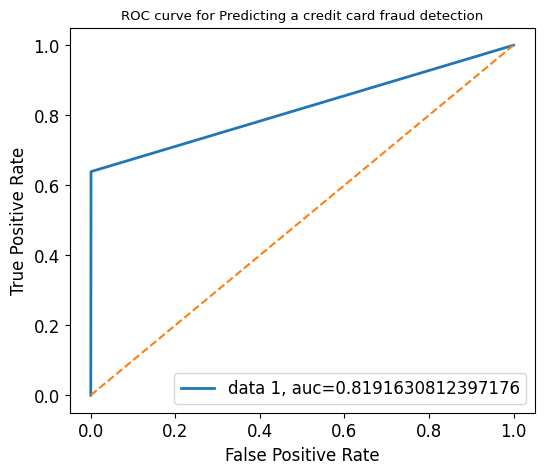 ROC curve for Predicting a credit card fraud detection
1.0
0.8
0.6
0.4
0.2
0.0
True Positive Rate
data 1, auc=0.8191630812397176
0.0 0.2 0.4 0.6 0.8 1.0
False Positive Rate